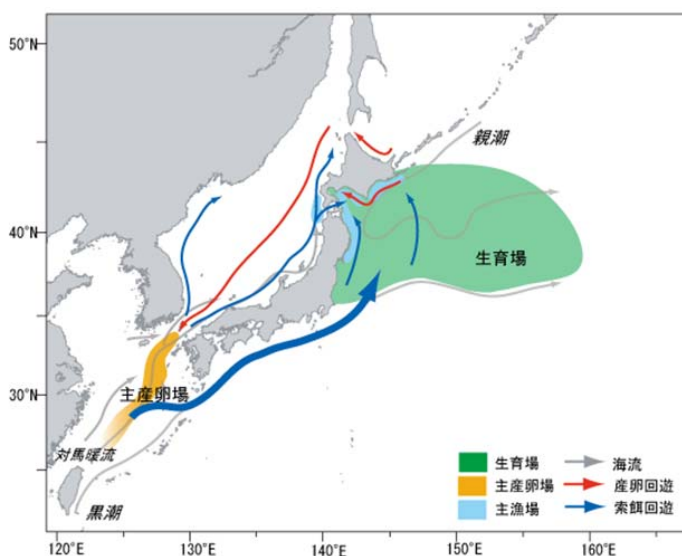 50°N
親潮
40°N
生育場
30°N
主産卵場
対馬暖流
黒潮
生育場
海流
主産卵場
産卵回遊
主漁場
索餌回遊
120°E
130°E
140°E
150°E
160°E